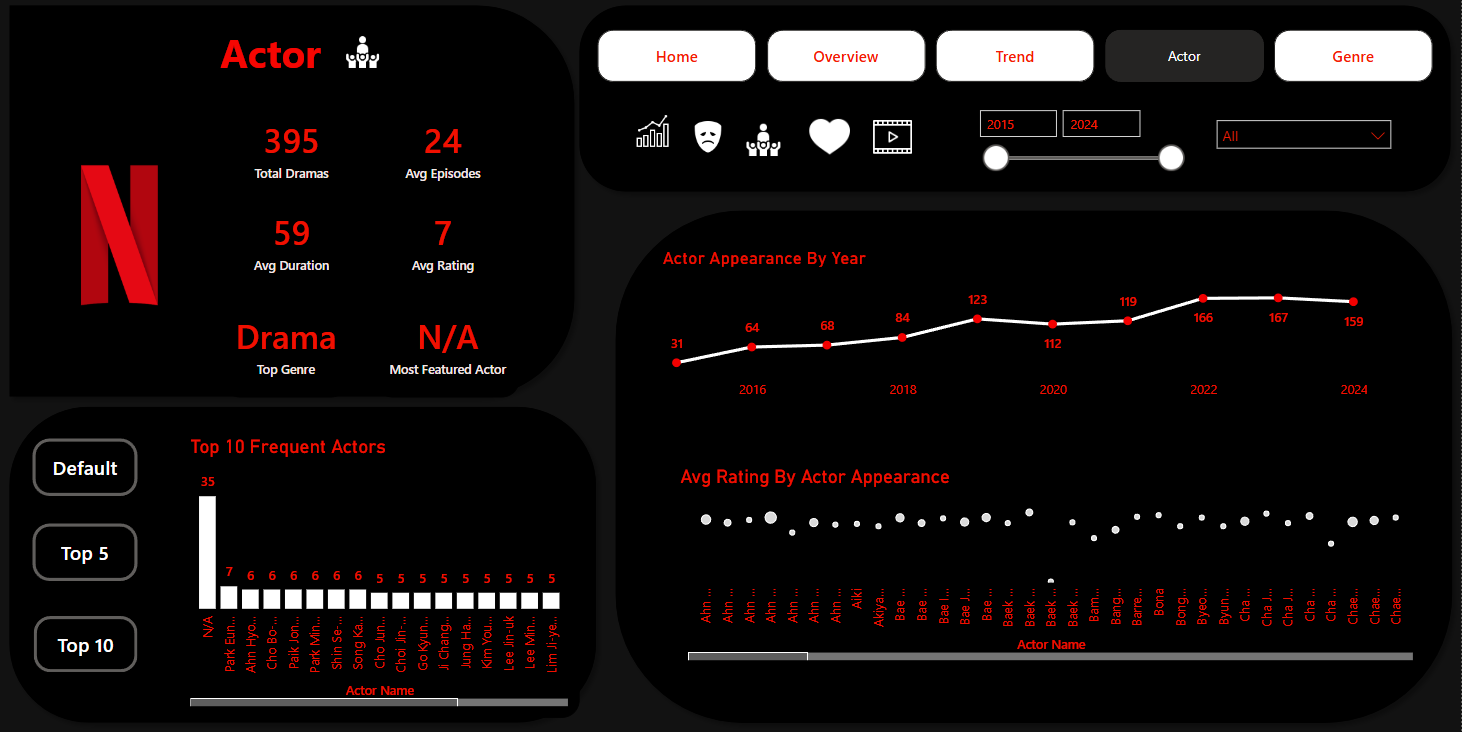 Actor
395
24
Total Dramas
Avg Episodes
59
7
Avg Duration
Avg Rating
Drama
N/A
Top Genre
Most Featured Actor
Home
Overview
Trend
Actor
Genre
2015
2024
All
Default
Top 5
Top 10
Top 10 Frequent Actors
35
7
6
6
6
6
6
6
5
5
5
5
5
5
5
5
5
N/A
Park Eun...
Ahn Hyo...
Cho Bo-...
Paik Jon...
Park Min...
Shin Se-...
Song Ka...
Cho Jun...
Choi Jin-...
Go Kyun...
Ji Chang...
Jung Ha...
Kim You...
Lee Jin-uk
Lee Min...
Lim Ji-ye...
Actor Name
Actor Appearance By Year
31
64
68
84
123
112
119
166
167
159
2016
2018
2020
2022
2024
Avg Rating By Actor Appearance
Ahn ...
Ahn ...
Ahn ...
Ahn ...
Ahn ...
Ahn ...
Ahn ...
Aiki
Akiya...
Bae ...
Bae ...
Bae I...
Bae J...
Bae ...
Baek ...
Baek ...
Baek ...
Baek ...
Bam...
Bang...
Barre...
Bona
Bong...
Byeo...
Byun...
Cha ...
Cha J...
Cha J...
Cha ...
Cha ...
Chae...
Chae...
Chae...
Actor Name